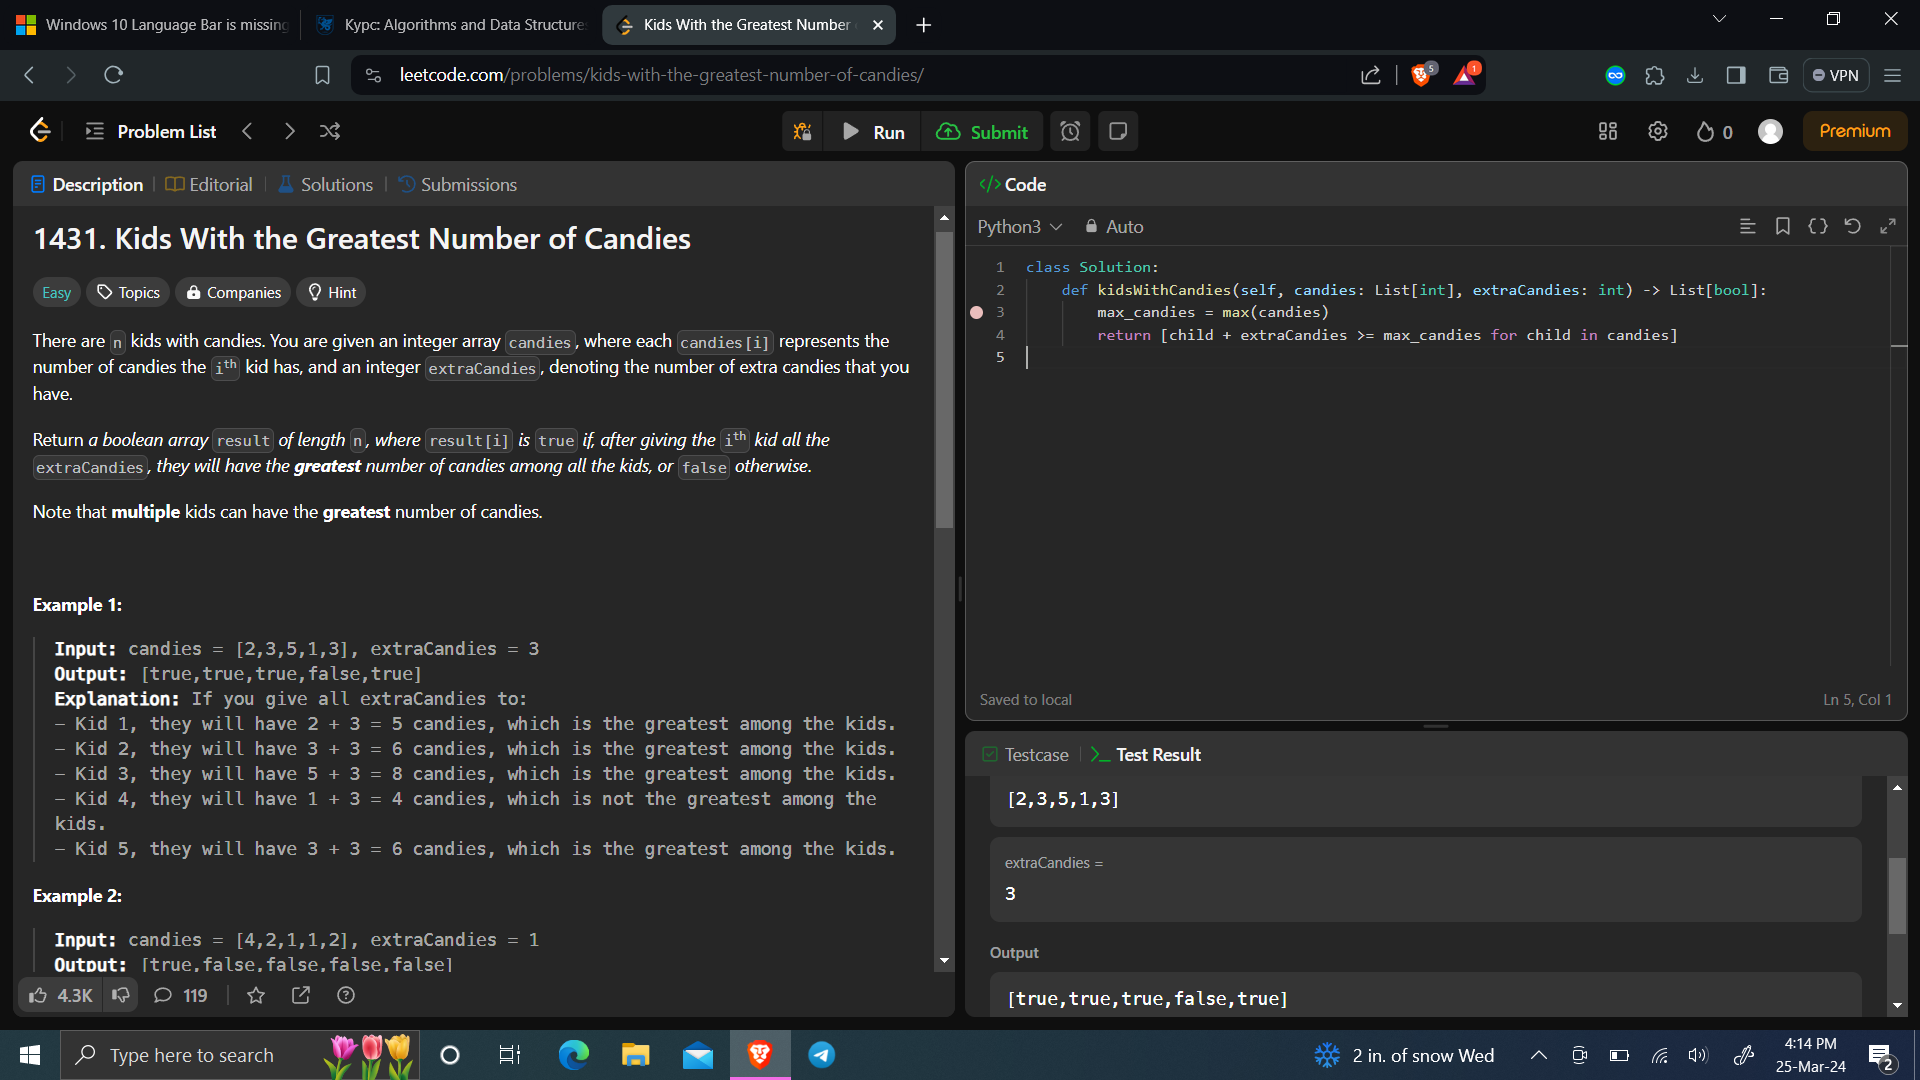 Windows 10 Language Bar is missing
Курс: Algorithms and Data Structures
Kids With the Greatest Number
leetcode.com/problems/kids-with-the-greatest-number-of-candies/
5
1
VPN
Problem List
Run
Submit
0
Premium
Description
Editorial
Solutions
Submissions
1431. Kids With the Greatest Number of Candies
Easy
Topics
Companies
Hint
There are n kids with candies. You are given an integer array candies, where each candies[i] represents the
number of candies the ith kid has, and an integer extraCandies, denoting the number of extra candies that you
have.
Return a boolean array result of length n, where result[i] is true if, after giving the ith kid all the
extraCandies, they will have the greatest number of candies among all the kids, or false otherwise.
Note that multiple kids can have the greatest number of candies.
Example 1:
Input: candies = [2,3,5,1,3], extraCandies = 3
Output: [true,true,true,false,true]
Explanation: If you give all extraCandies to:
- Kid 1, they will have 2 + 3 = 5 candies, which is the greatest among the kids.
- Kid 2, they will have 3 + 3 = 6 candies, which is the greatest among the kids.
- Kid 3, they will have 5 + 3 = 8 candies, which is the greatest among the kids.
- Kid 4, they will have 1 + 3 = 4 candies, which is not the greatest among the
kids.
- Kid 5, they will have 3 + 3 = 6 candies, which is the greatest among the kids.
Example 2:
Input: candies = [4,2,1,1,2], extraCandies = 1
Output: [true,false,false,false,false]
4.3K
119
</> Code
Python3
Auto
1 class Solution:
2 def kidsWithCandies(self, candies: List[int], extraCandies: int) -> List[bool]:
3 max_candies = max(candies)
4 return [child + extraCandies >= max_candies for child in candies]
5
Saved to local
Ln 5, Col 1
Testcase
>_ Test Result
[2,3,5,1,3]
extraCandies =
3
Output
[true,true,true,false,true]
Type here to search
2 in. of snow Wed
4:14 PM
25-Mar-24
2